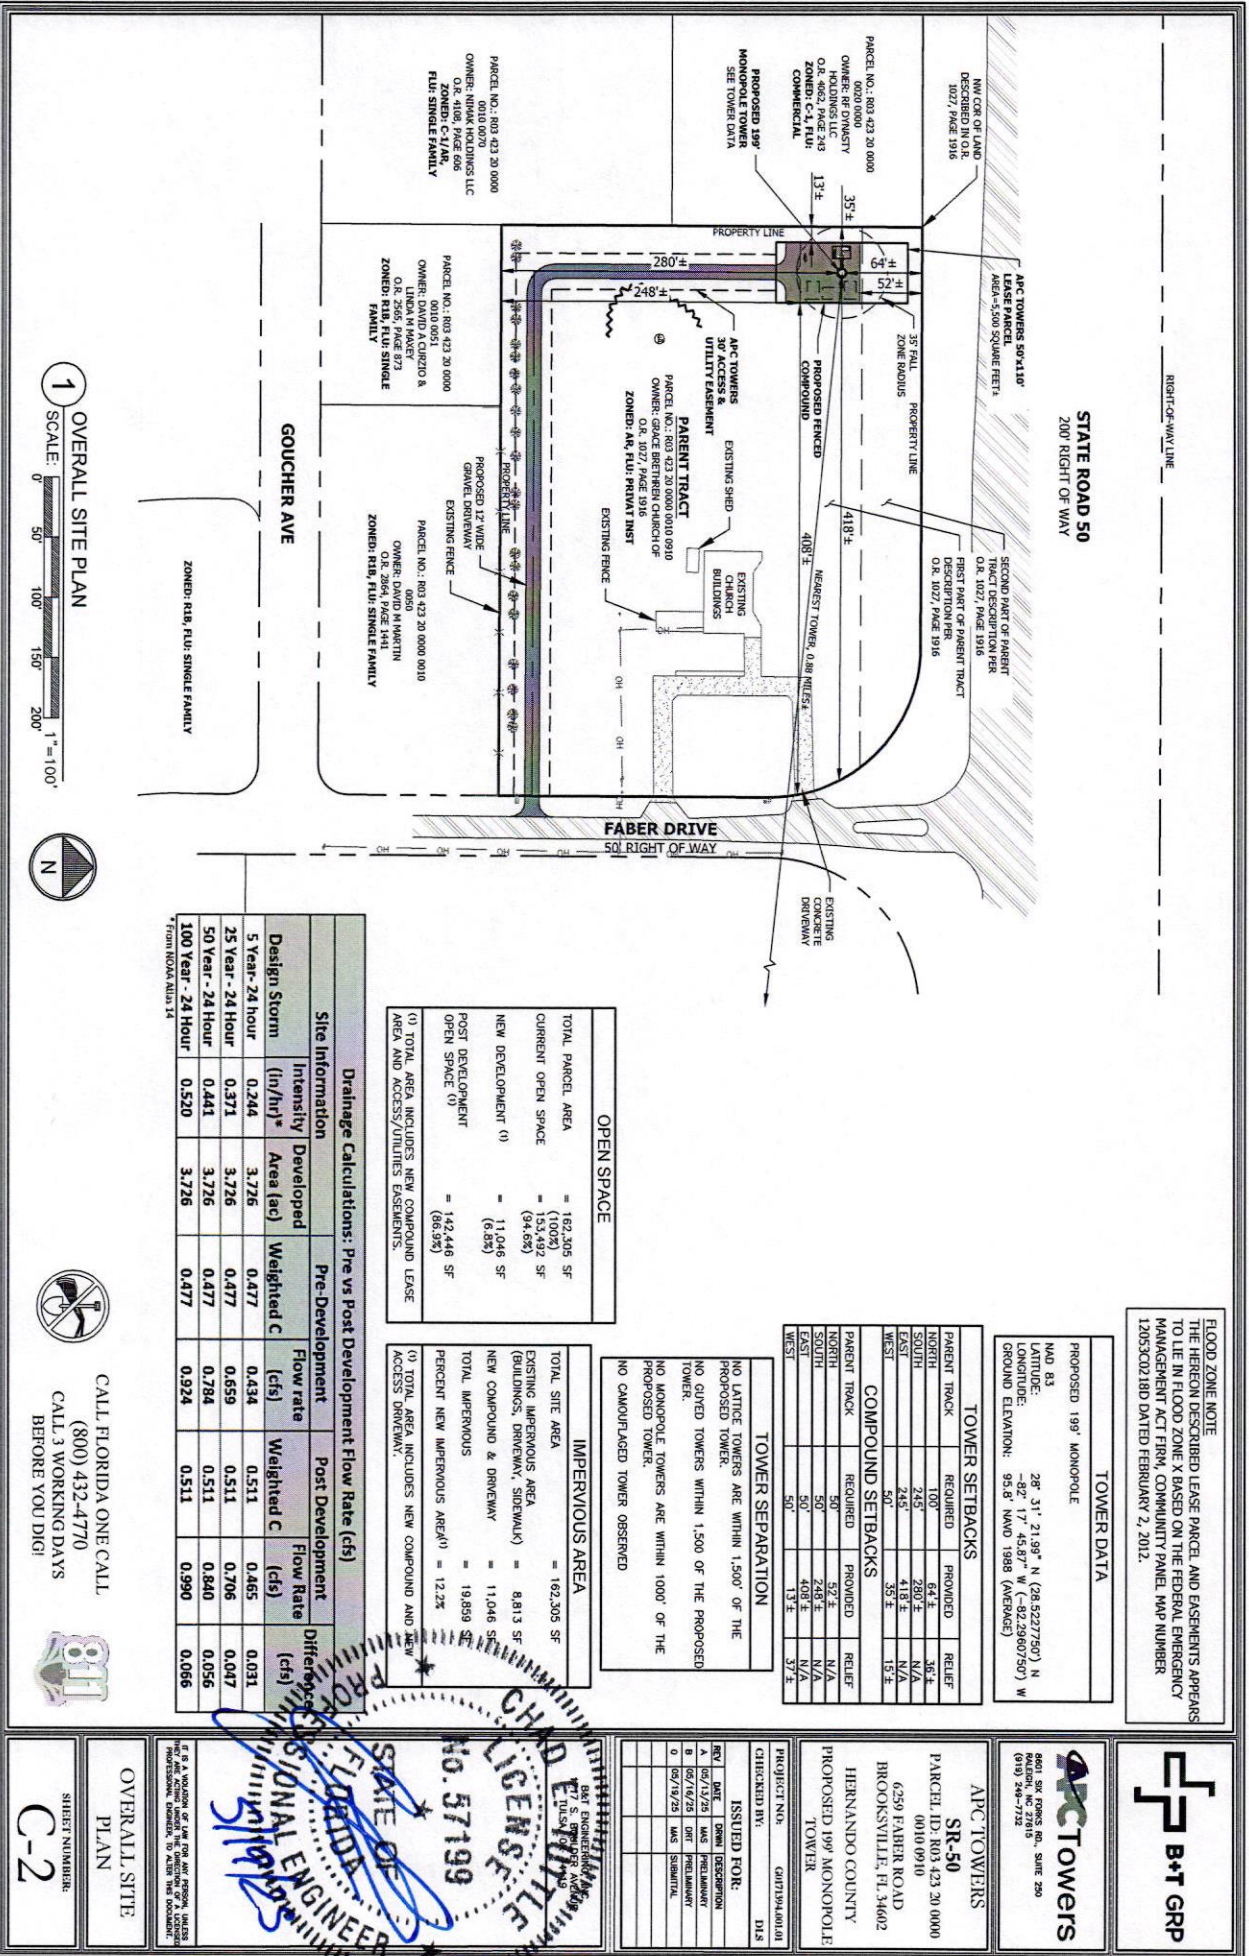 RIGHT-OF-WAY LINE
STATE ROAD 50
200' RIGHT OF WAY
NW COR OF LAND
DESCRIBED IN O.R.
1027, PAGE 1916
APC TOWERS 50'x110'
LEASE PARCEL
AREA=5,500 SQUARE FEET±
SECOND PART OF PARENT
TRACT DESCRIPTION PER
O.R. 1027, PAGE 1916
FIRST PART OF PARENT TRACT
DESCRIPTION PER
O.R. 1027, PAGE 1916
PARCEL NO.: R03 423 20 0000
0020 0000
OWNER: RF DYNASTY
HOLDINGS LLC
O.R. 4062, PAGE 243
ZONED: C-1, FLU:
COMMERCIAL
PROPOSED 199'
MONOPOLE TOWER
SEE TOWER DATA
35'±
13'±
64'±
52'±
35' FALL
ZONE RADIUS
PROPERTY LINE
418'±
408'±
NEAREST TOWER, 0.88 MILES±
PROPOSED FENCED
COMPOUND
PROPERTY LINE
280'±
248'±
APC TOWERS
30' ACCESS &
UTILITY EASEMENT
PARENT TRACT
PARCEL NO.: R03 423 20 0000 0010 0910
OWNER: GRACE BRETHREN CHURCH OF
O.R. 1027, PAGE 1916
ZONED: AR, FLU: PRIVAT INST
EXISTING SHED
EXISTING
CHURCH
BUILDINGS
EXISTING FENCE
EXISTING
CONCRETE
DRIVEWAY
FABER DRIVE
50' RIGHT OF WAY
OH
PARCEL NO.: R03 423 20 0000
0010 0070
OWNER: NIMAK HOLDINGS LLC
O.R. 4108, PAGE 606
ZONED: C-1/AR,
FLU: SINGLE FAMILY
PARCEL NO.: R03 423 20 0000
0010 0051
OWNER: DAVID A CURZIO &
LINDA M MAXEY
O.R. 2565, PAGE 873
ZONED: R1B, FLU: SINGLE
FAMILY
PROPERTY LINE
PROPOSED 12' WIDE
GRAVEL DRIVEWAY
EXISTING FENCE
PARCEL NO.: R03 423 20 0000 0010
0050
OWNER: DAVID M MARTIN
O.R. 2864, PAGE 1441
ZONED: R1B, FLU: SINGLE FAMILY
GOUCHER AVE
ZONED: R1B, FLU: SINGLE FAMILY
1 OVERALL SITE PLAN
SCALE: 0' 50' 100' 150' 200' 1"=100'
N
FLOOD ZONE NOTE
THE HEREON DESCRIBED LEASE PARCEL AND EASEMENTS APPEARS
TO LIE IN FLOOD ZONE X BASED ON THE FEDERAL EMERGENCY
MANAGEMENT ACT FIRM, COMMUNITY PANEL MAP NUMBER
12053C0218D DATED FEBRUARY 2, 2012.
TOWER DATA
PROPOSED 199' MONOPOLE
NAD 83
LATITUDE: 28° 31' 21.99" N (28.5227750°) N
LONGITUDE: -82° 17' 45.87" W (-82.2960750°) W
GROUND ELEVATION: 95.8' NAVD 1988 (AVERAGE)
TOWER SETBACKS
PARENT TRACK REQUIRED PROVIDED RELIEF
NORTH 100' 64'± 36'±
SOUTH 245' 280'± N/A
EAST 245' 418'± N/A
WEST 50' 35'± 15'±
COMPOUND SETBACKS
PARENT TRACK REQUIRED PROVIDED RELIEF
NORTH 50' 52'± N/A
SOUTH 50' 248'± N/A
EAST 50' 408'± N/A
WEST 50' 13'± 37'±
TOWER SEPARATION
NO LATTICE TOWERS ARE WITHIN 1,500' OF THE
PROPOSED TOWER.
NO GUYED TOWERS WITHIN 1,500 OF THE PROPOSED
TOWER.
NO MONOPOLE TOWERS ARE WITHIN 1000' OF THE
PROPOSED TOWER.
NO CAMOUFLAGED TOWER OBSERVED
OPEN SPACE
TOTAL PARCEL AREA = 162,305 SF
(100%)
CURRENT OPEN SPACE = 153,492 SF
(94.6%)
NEW DEVELOPMENT (1) = 11,046 SF
(6.8%)
POST DEVELOPMENT
OPEN SPACE (1) = 142,446 SF
(86.9%)
(1) TOTAL AREA INCLUDES NEW COMPOUND LEASE
AREA AND ACCESS/UTILITIES EASEMENTS.
IMPERVIOUS AREA
TOTAL SITE AREA = 162,305 SF
EXISTING IMPERVIOUS AREA
(BUILDINGS, DRIVEWAY, SIDEWALK) = 8,813 SF
NEW COMPOUND & DRIVEWAY = 11,046 SF
TOTAL IMPERVIOUS = 19,859 SF
PERCENT NEW IMPERVIOUS AREA(1) = 12.2%
(1) TOTAL AREA INCLUDES NEW COMPOUND AND NEW
ACCESS DRIVEWAY.
Drainage Calculations: Pre vs Post Development Flow Rate (cfs)
Site Information Pre-Development Post Development
Design Storm Intensity (in/hr)* Developed Area (ac) Weighted C Flow rate (cfs) Weighted C Flow Rate (cfs) Difference (cfs)
5 Year- 24 hour 0.244 3.726 0.477 0.434 0.511 0.465 0.031
25 Year - 24 Hour 0.371 3.726 0.477 0.659 0.511 0.706 0.047
50 Year - 24 Hour 0.441 3.726 0.477 0.784 0.511 0.840 0.056
100 Year - 24 Hour 0.520 3.726 0.477 0.924 0.511 0.990 0.066
* From NOAA Atlas 14
CALL FLORIDA ONE CALL
(800) 432-4770
CALL 3 WORKING DAYS
BEFORE YOU DIG!
811
B+T GRP
APC Towers
8601 SIX FORKS RD. SUITE 250
RALEIGH, NC 27615
(919) 249-7732
APC TOWERS
SR-50
PARCEL ID: R03 423 20 0000
0010 0910
6259 FABER ROAD
BROOKSVILLE, FL 34602
HERNANDO COUNTY
PROPOSED 199' MONOPOLE
TOWER
PROJECT NO: G017394.001.01
CHECKED BY: DLS
ISSUED FOR:
REV DATE DRWN DESCRIPTION
A 05/13/25 MAS PRELIMINARY
B 05/16/25 DRT PRELIMINARY
0 05/19/25 MAS SUBMITTAL
B&T ENGINEERING, INC.
CHAD E TUTTLE
LICENSE
No. 57199
STATE OF
FLORIDA
PROFESSIONAL ENGINEER
5/19/25
IT IS A VIOLATION OF LAW FOR ANY PERSON, UNLESS
THEY ARE ACTING UNDER THE DIRECTION OF A LICENSED
PROFESSIONAL ENGINEER, TO ALTER THIS DOCUMENT.
OVERALL SITE
PLAN
SHEET NUMBER:
C-2